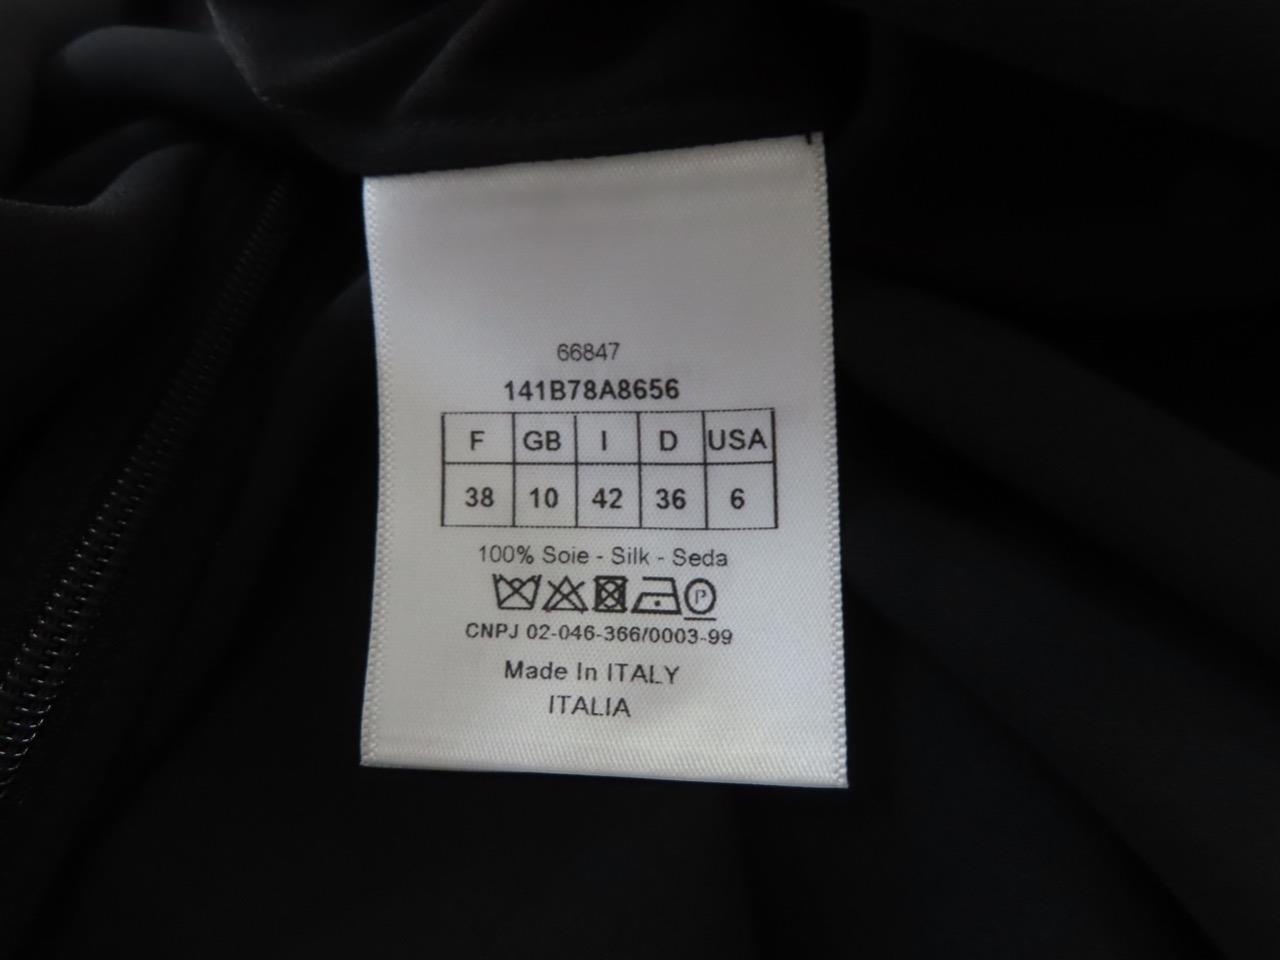 66847
141B78A8656
F GB I D USA
38 10 42 36 6
100% Soie - Silk - Seda
P
CNPJ 02-046-366/0003-99
Made In ITALY
ITALIA